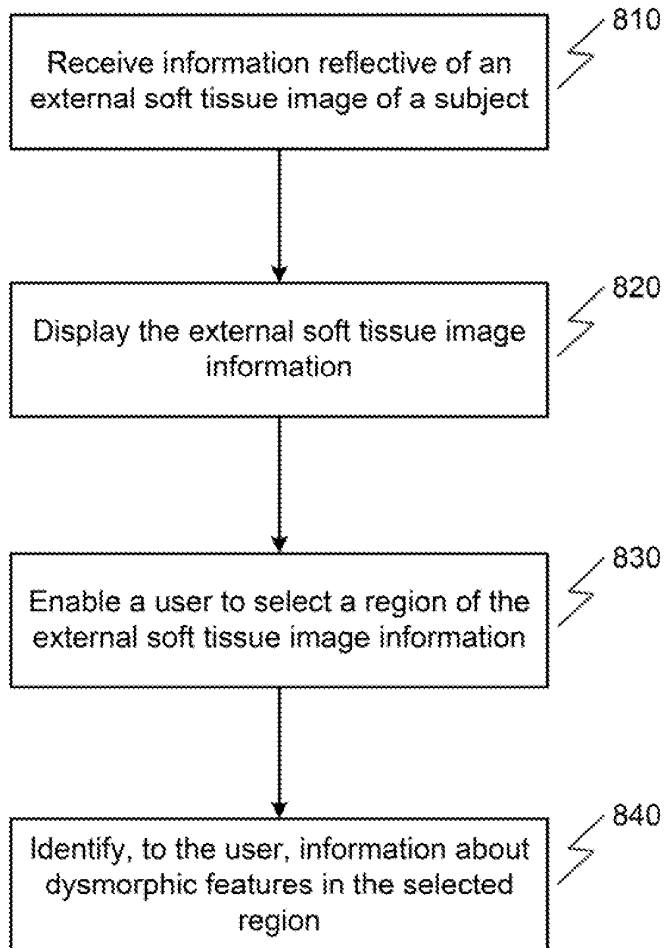 810
Receive information reflective of an
external soft tissue image of a subject
820
Display the external soft tissue image
information
830
Enable a user to select a region of the
external soft tissue image information
840
Identify, to the user, information about
dysmorphic features in the selected
region